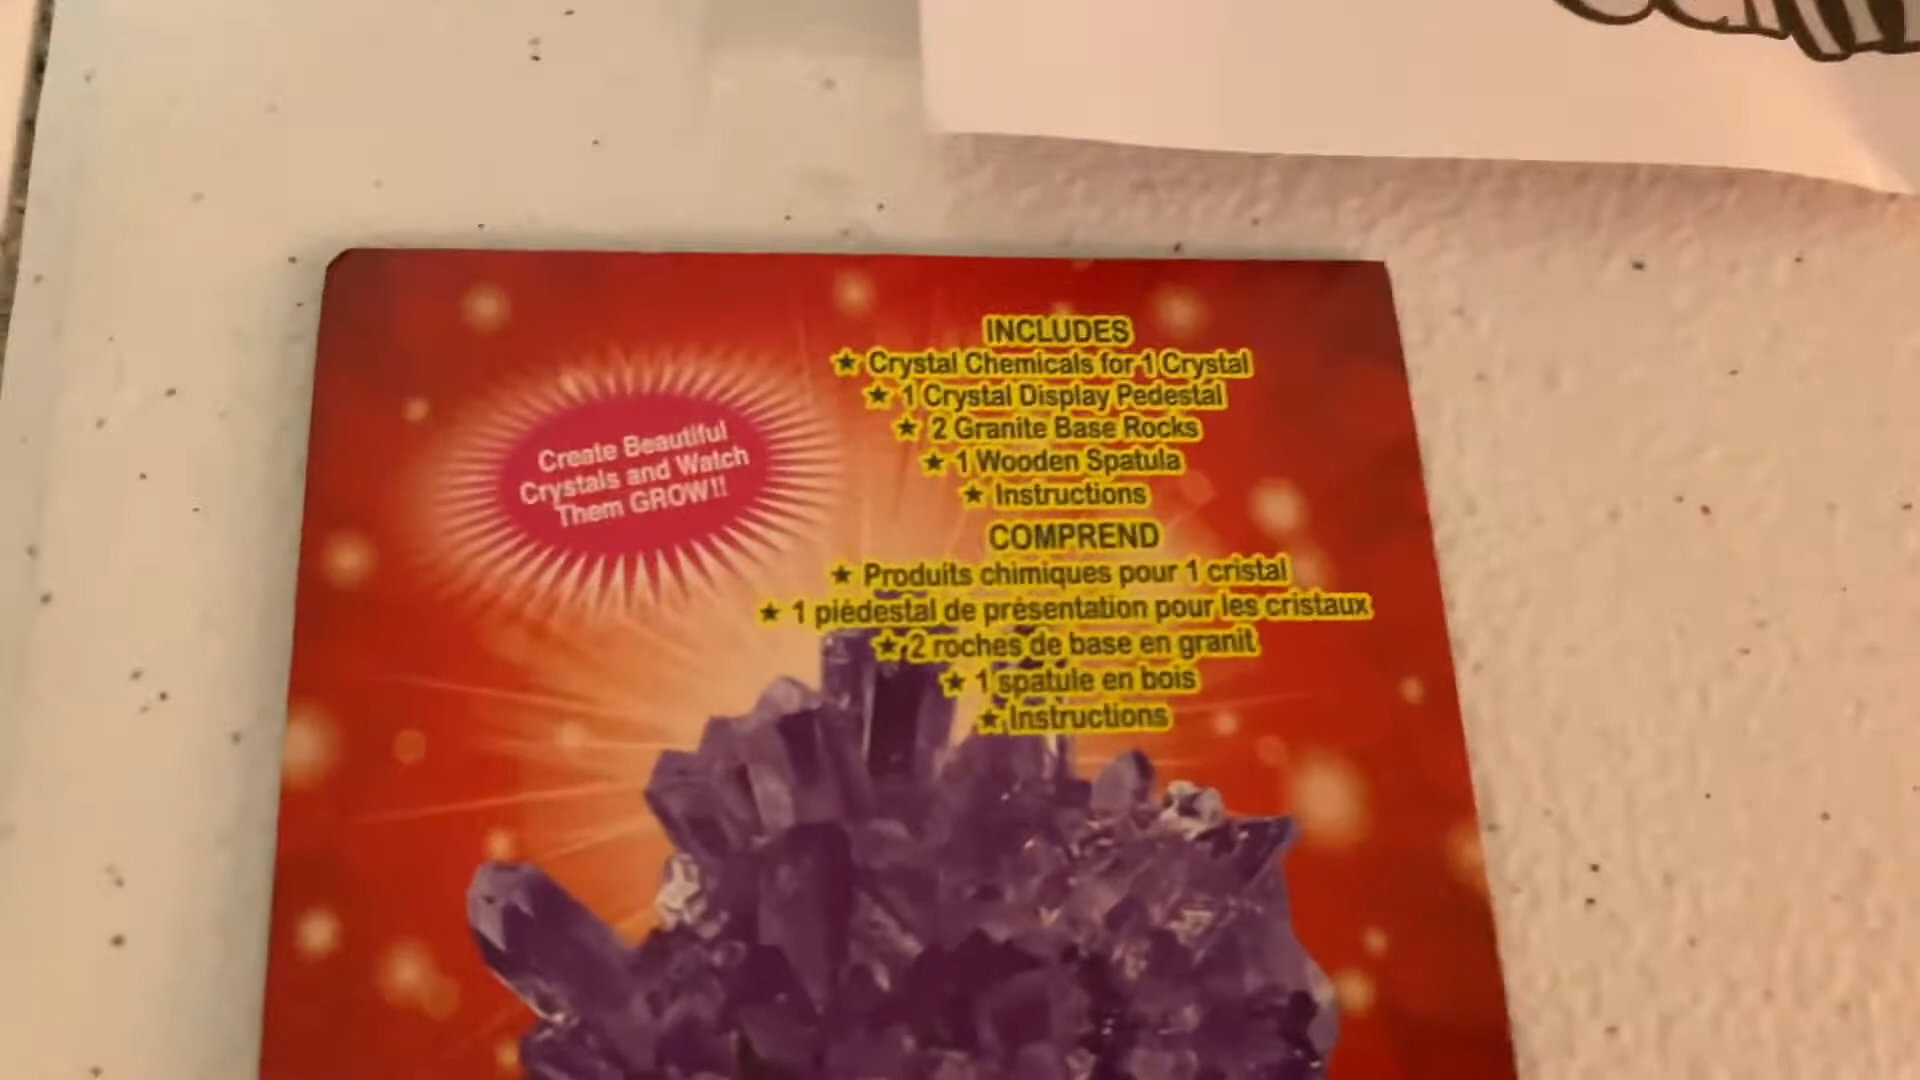 Create Beautiful
Crystals and Watch
Them GROW!!
INCLUDES
★ Crystal Chemicals for 1 Crystal
★ 1 Crystal Display Pedestal
★ 2 Granite Base Rocks
★ 1 Wooden Spatula
★ Instructions
COMPREND
★ Produits chimiques pour 1 cristal
★ 1 piédestal de présentation pour les cristaux
★ 2 roches de base en granit
★ 1 spatule en bois
★ Instructions